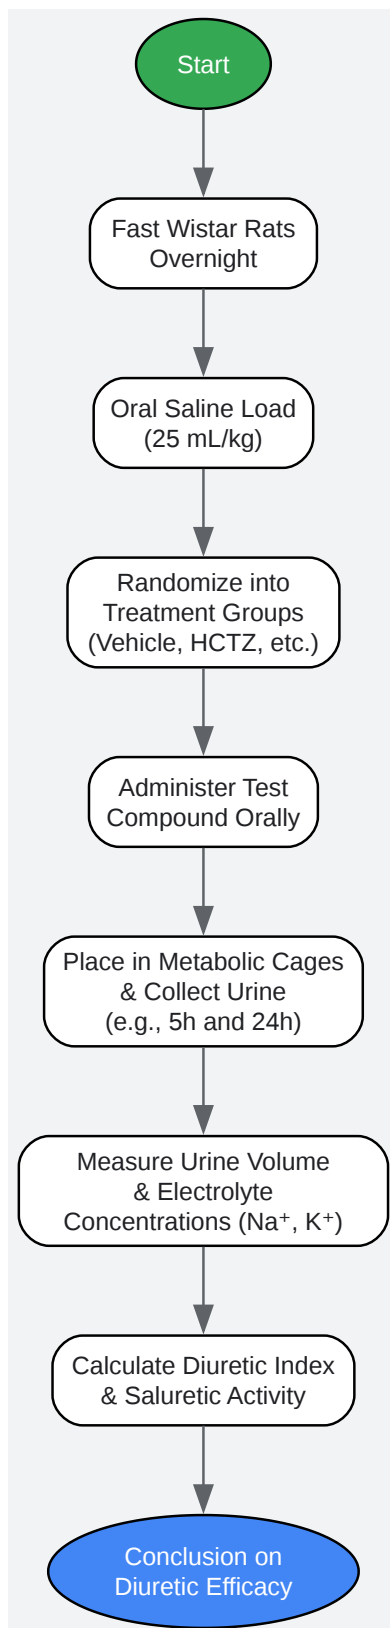 Start
Fast Wistar Rats
Overnight
Oral Saline Load
(25 mL/kg)
Randomize into
Treatment Groups
(Vehicle, HCTZ, etc.)
Administer Test
Compound Orally
Place in Metabolic Cages
& Collect Urine
(e.g., 5h and 24h)
Measure Urine Volume
& Electrolyte
Concentrations (Na⁺, K⁺)
Calculate Diuretic Index
& Saluretic Activity
Conclusion on
Diuretic Efficacy